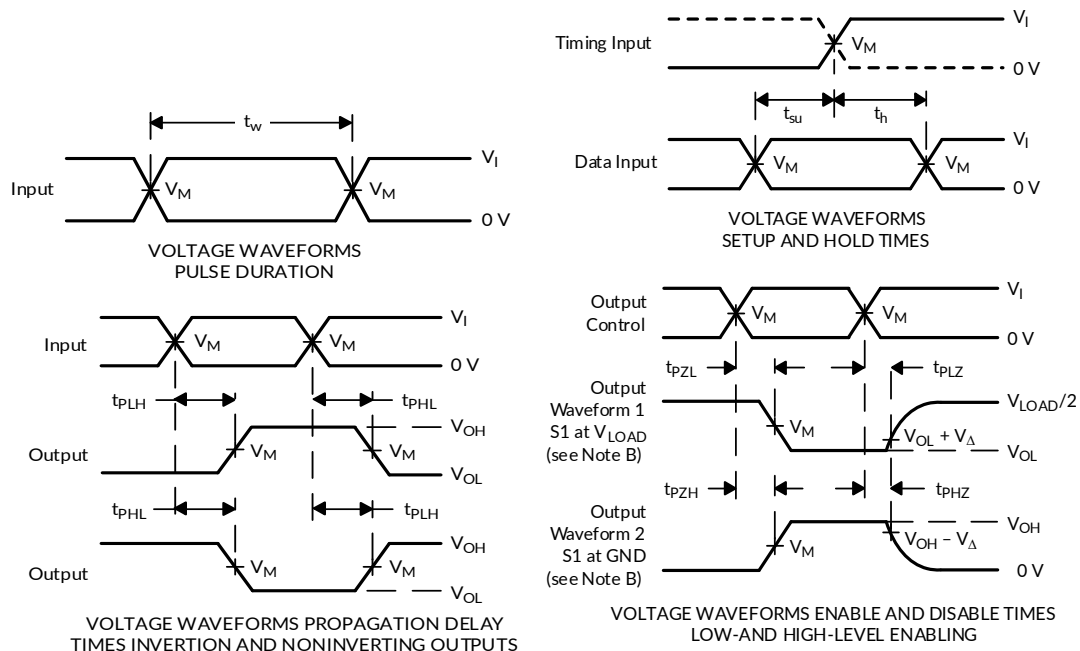 t_w
V_I
Input
V_M
V_M
0 V
VOLTAGE WAVEFORMS
PULSE DURATION
Timing Input
V_I
V_M
0 V
t_su
t_h
Data Input
V_I
V_M
V_M
0 V
VOLTAGE WAVEFORMS
SETUP AND HOLD TIMES
Input
V_I
V_M
V_M
0 V
t_PLH
t_PHL
Output
V_OH
V_M
V_M
V_OL
t_PHL
t_PLH
Output
V_OH
V_M
V_M
V_OL
VOLTAGE WAVEFORMS PROPAGATION DELAY
TIMES INVERTION AND NONINVERTING OUTPUTS
Output
Control
V_I
V_M
V_M
0 V
t_PZL
t_PLZ
Output
Waveform 1
S1 at V_LOAD
(see Note B)
V_LOAD/2
V_M
V_OL + V_Δ
V_OL
t_PZH
t_PHZ
Output
Waveform 2
S1 at GND
(see Note B)
V_OH
V_M
V_OH − V_Δ
0 V
VOLTAGE WAVEFORMS ENABLE AND DISABLE TIMES
LOW-AND HIGH-LEVEL ENABLING